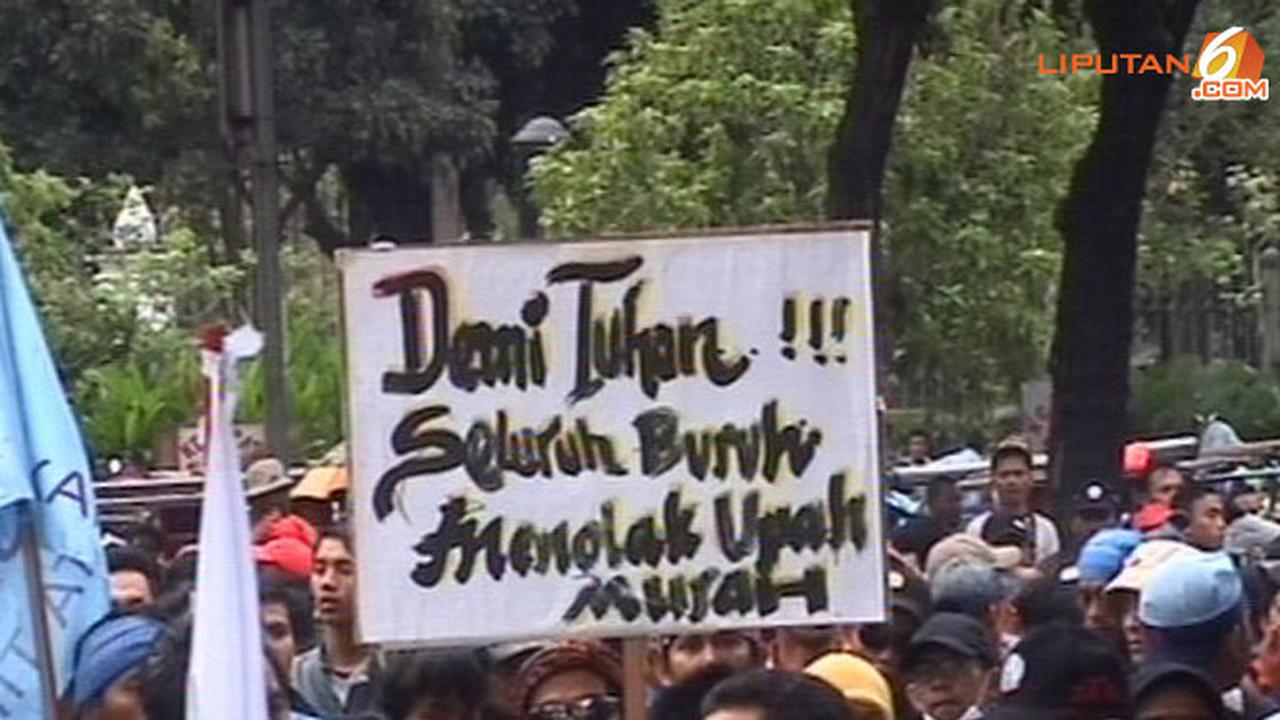 LIPUTAN 6
.COM
Demi Tuhan !!!
Seluruh Buruh
Menolak Upah
MURAH